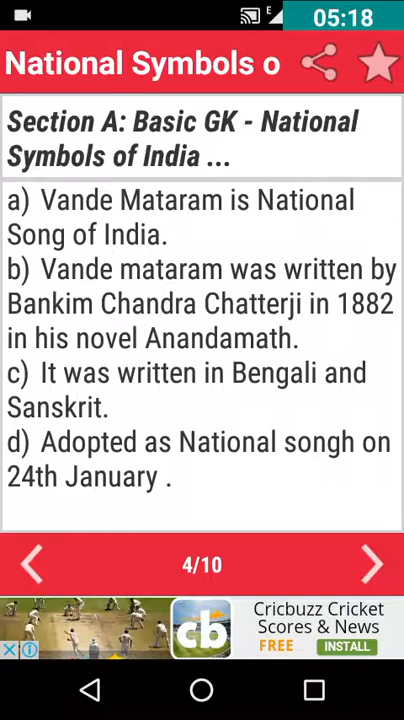 E
05:18
National Symbols o
Section A: Basic GK - National
Symbols of India ...
a) Vande Mataram is National
Song of India.
b) Vande mataram was written by
Bankim Chandra Chatterji in 1882
in his novel Anandamath.
c) It was written in Bengali and
Sanskrit.
d) Adopted as National songh on
24th January .
4/10
cb
Cricbuzz Cricket
Scores & News
FREE
INSTALL